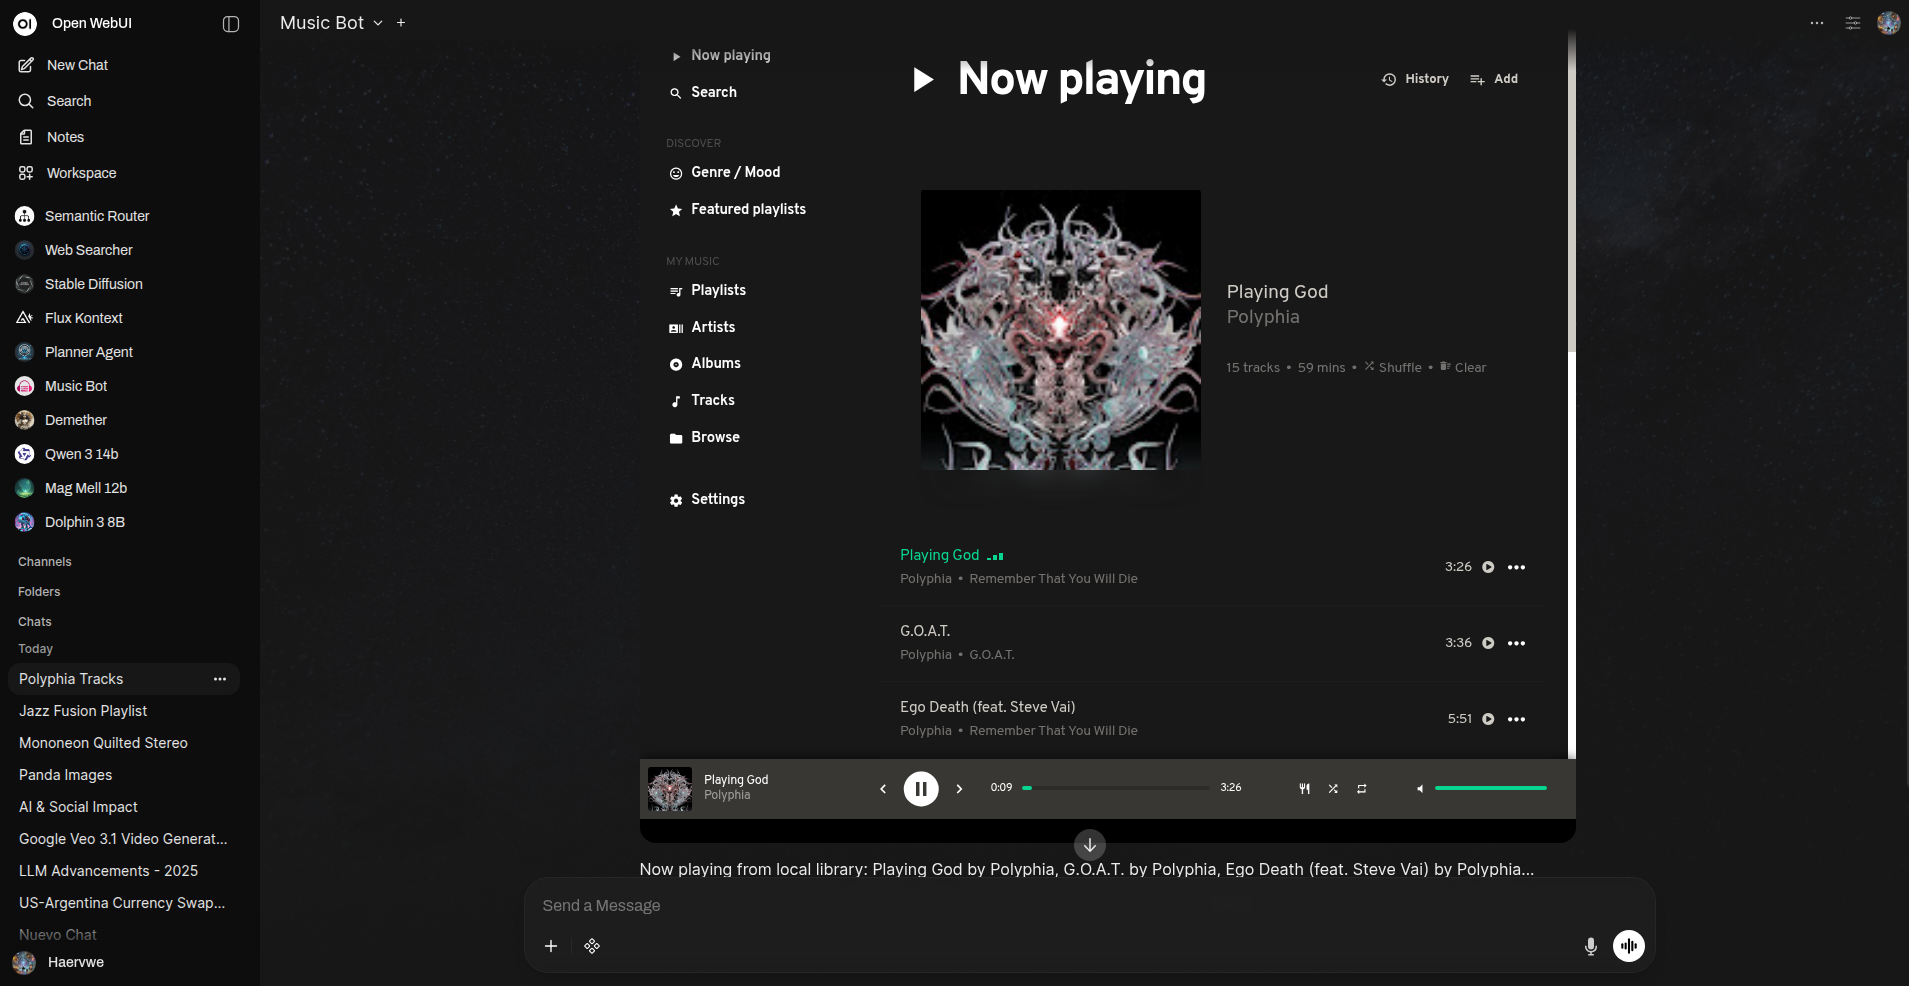 OI Open WebUI
New Chat
Search
Notes
Workspace
Semantic Router
Web Searcher
Stable Diffusion
Flux Kontext
Planner Agent
Music Bot
Demether
Qwen 3 14b
Mag Mell 12b
Dolphin 3 8B
Channels
Folders
Chats
Today
Polyphia Tracks
Jazz Fusion Playlist
Mononeon Quilted Stereo
Panda Images
AI & Social Impact
Google Veo 3.1 Video Generat...
LLM Advancements - 2025
US-Argentina Currency Swap...
Nuevo Chat
Haervwe
Music Bot
Now playing
Search
DISCOVER
Genre / Mood
Featured playlists
MY MUSIC
Playlists
Artists
Albums
Tracks
Browse
Settings
Now playing
History Add
Playing God
Polyphia
15 tracks • 59 mins • Shuffle • Clear
Playing God 3:26
Polyphia • Remember That You Will Die
G.O.A.T. 3:36
Polyphia • G.O.A.T.
Ego Death (feat. Steve Vai) 5:51
Polyphia • Remember That You Will Die
Playing God
Polyphia
0:09 3:26
Now playing from local library: Playing God by Polyphia, G.O.A.T. by Polyphia, Ego Death (feat. Steve Vai) by Polyphia...
Send a Message